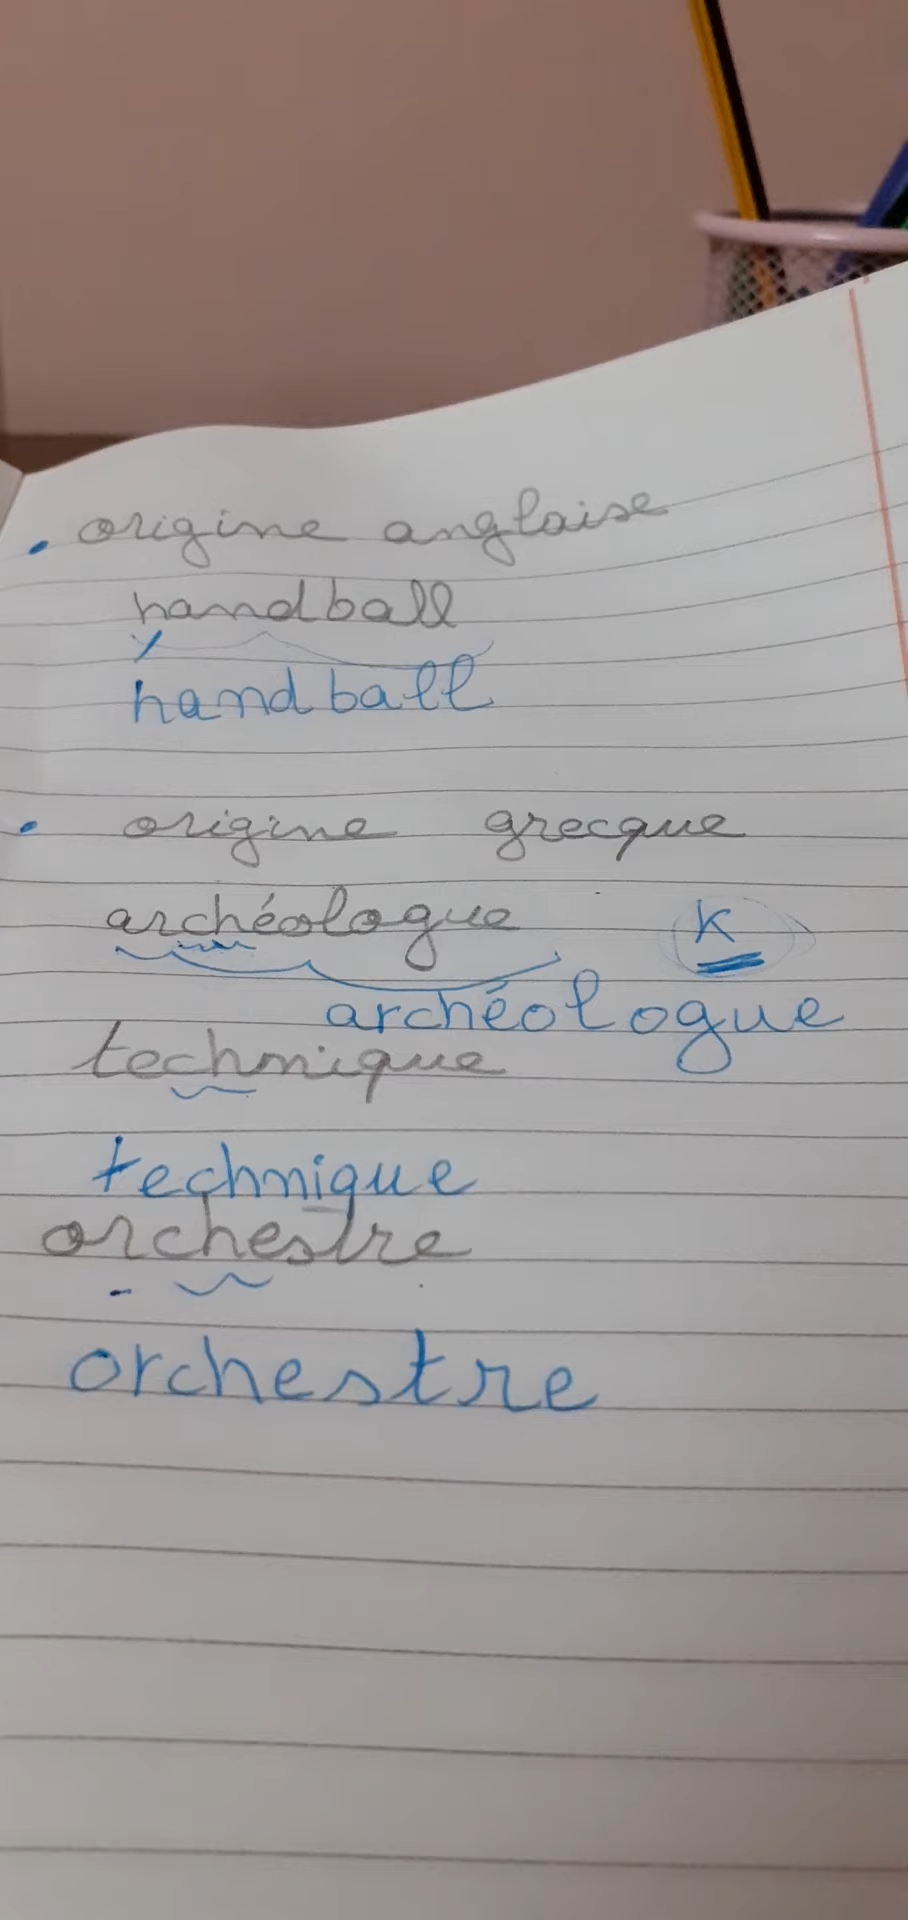 . origine anglaise
handball
handball
. origine grecque
archéologue K
archéologue
technique
technique
orchestre
orchestre